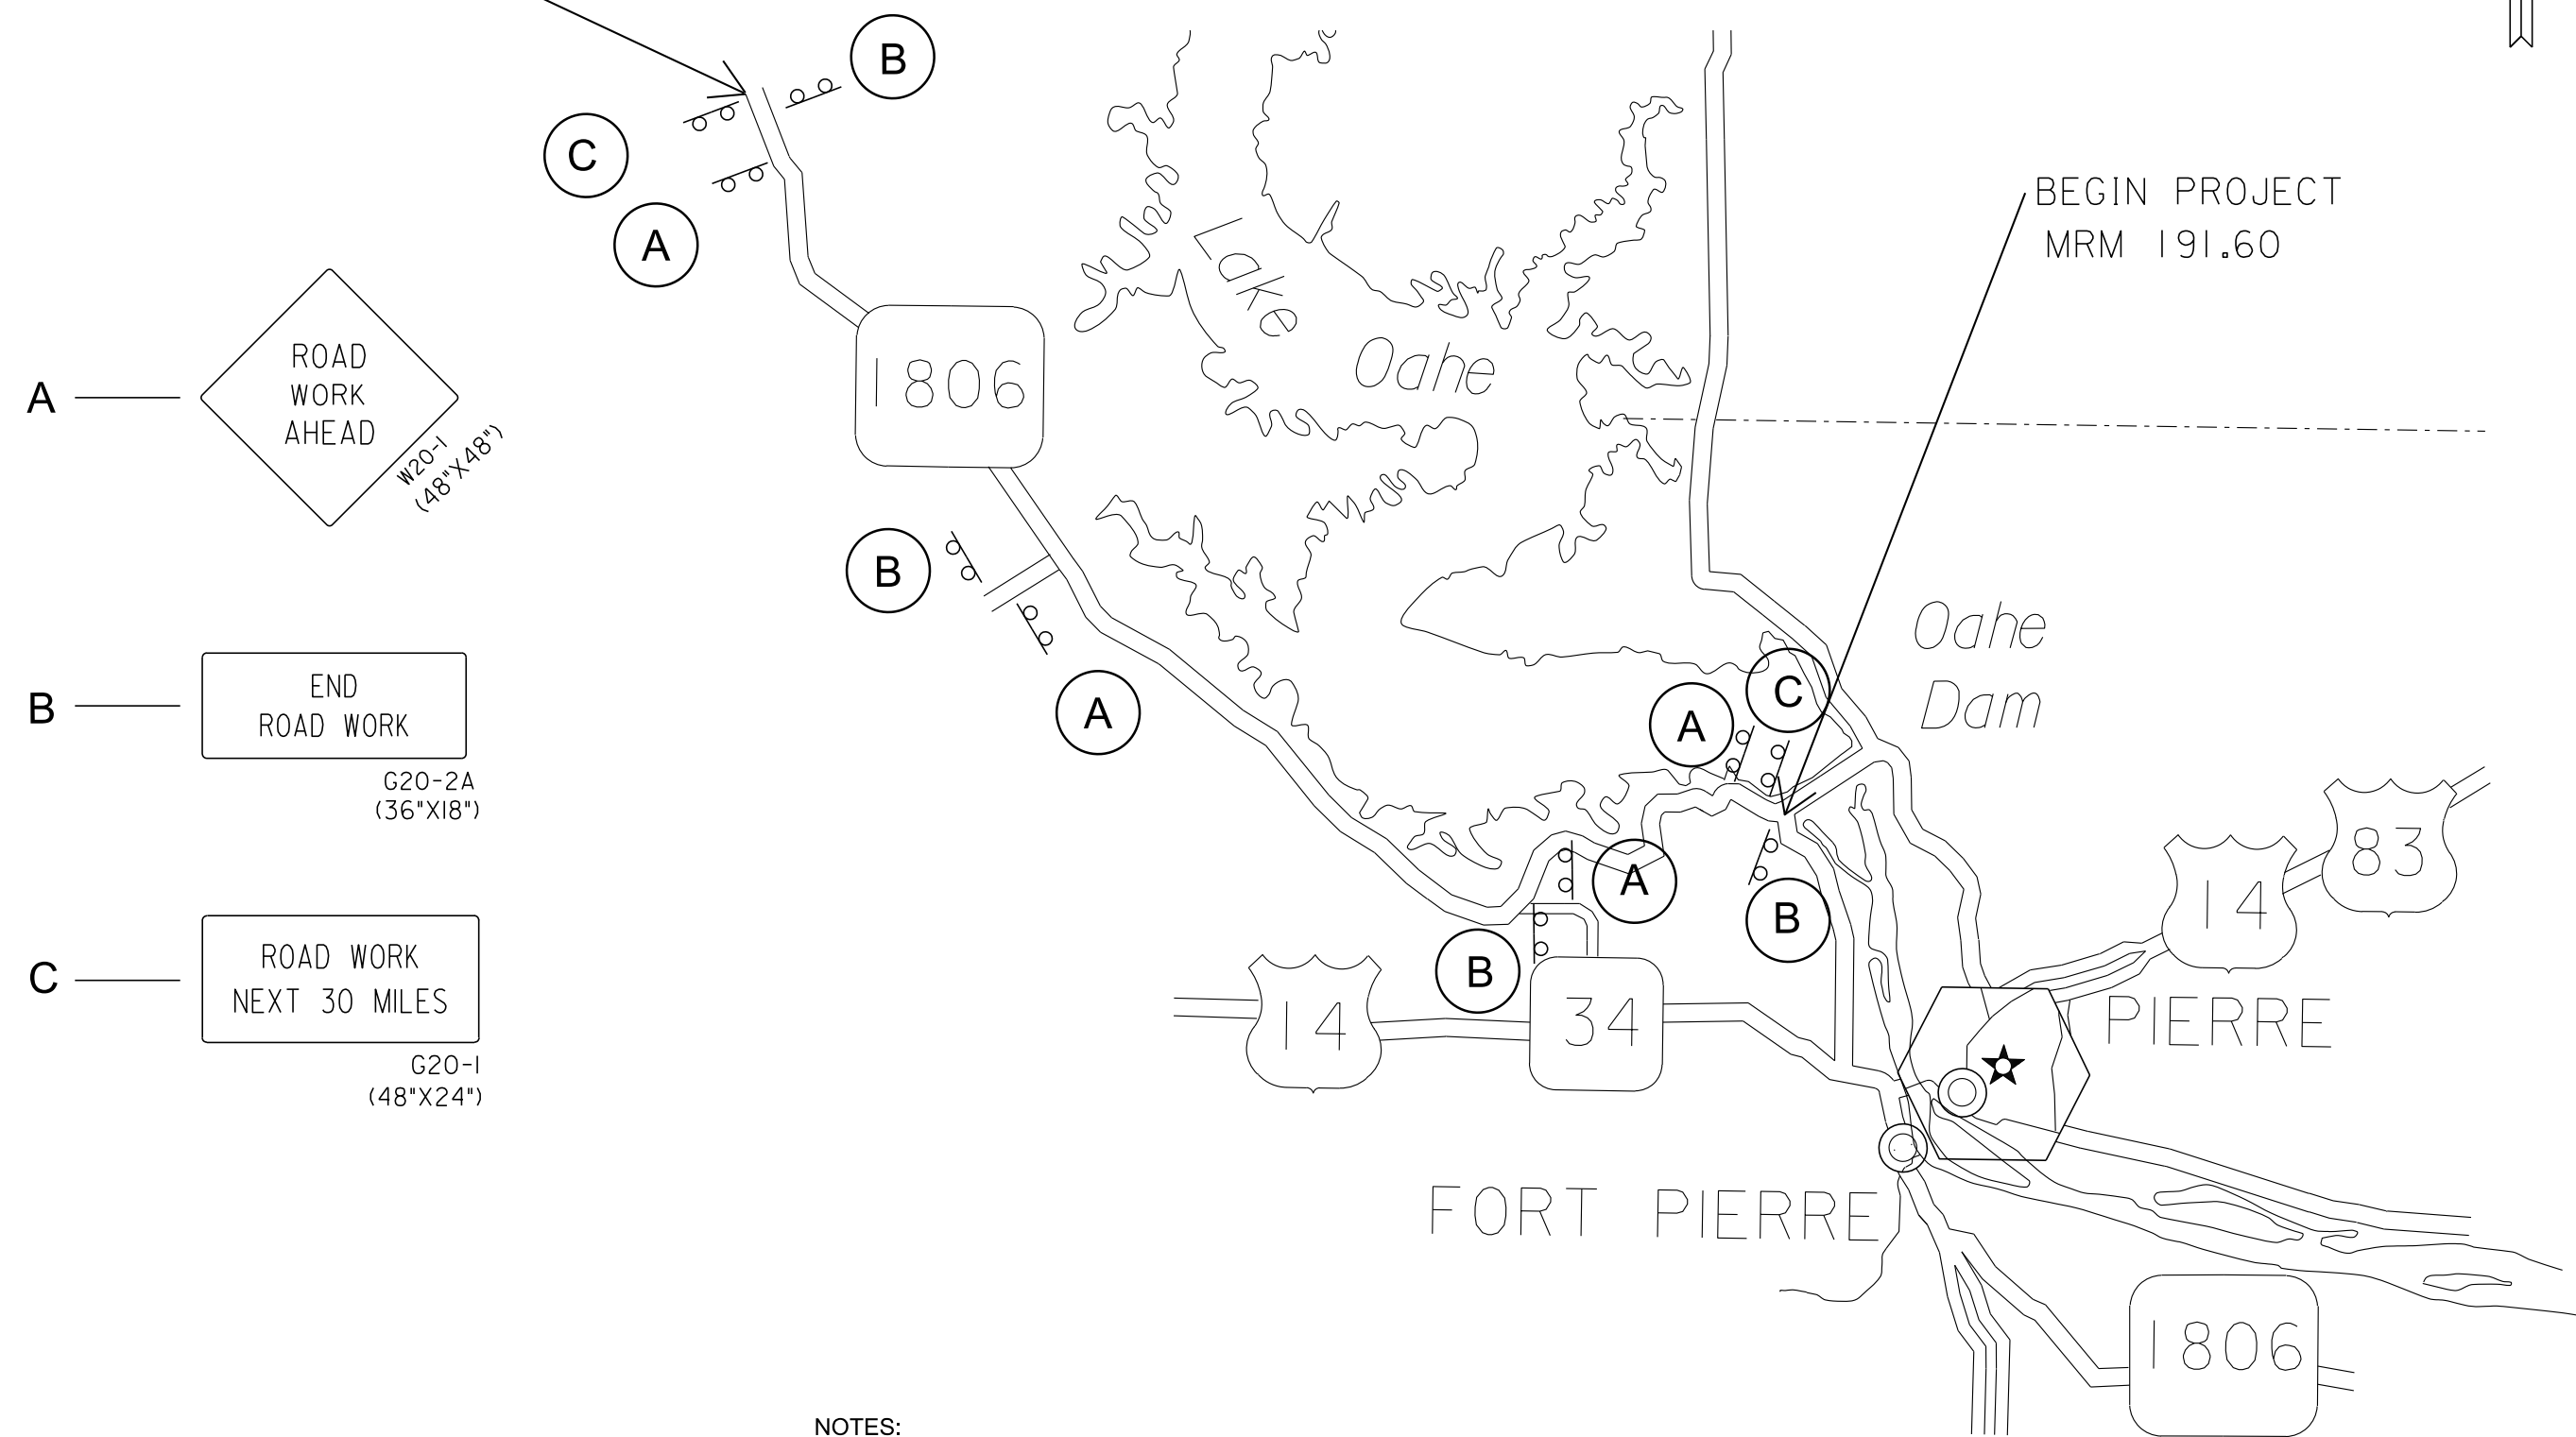 B
C
A
BEGIN PROJECT
MRM 191.60
Lake
Oahe
1806
A
ROAD
WORK
AHEAD
W20-1
(48"X48")
B
A
Oahe
Dam
B
END
ROAD WORK
G20-2A
(36"X18")
A
C
A
B
B
14
83
C
ROAD WORK
NEXT 30 MILES
G20-1
(48"X24")
14
34
PIERRE
FORT PIERRE
1806
NOTES: